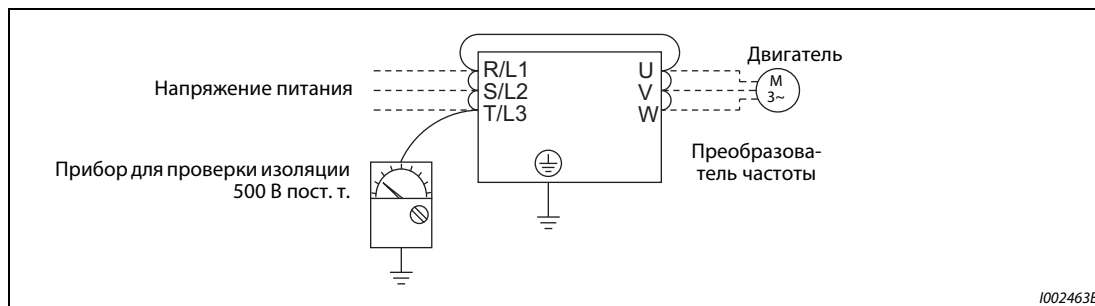 Напряжение питания
Прибор для проверки изоляции
500 В пост. т.
R/L1
S/L2
T/L3
U
V
W
Двигатель
M
3~
Преобразова-
тель частоты
I002463E